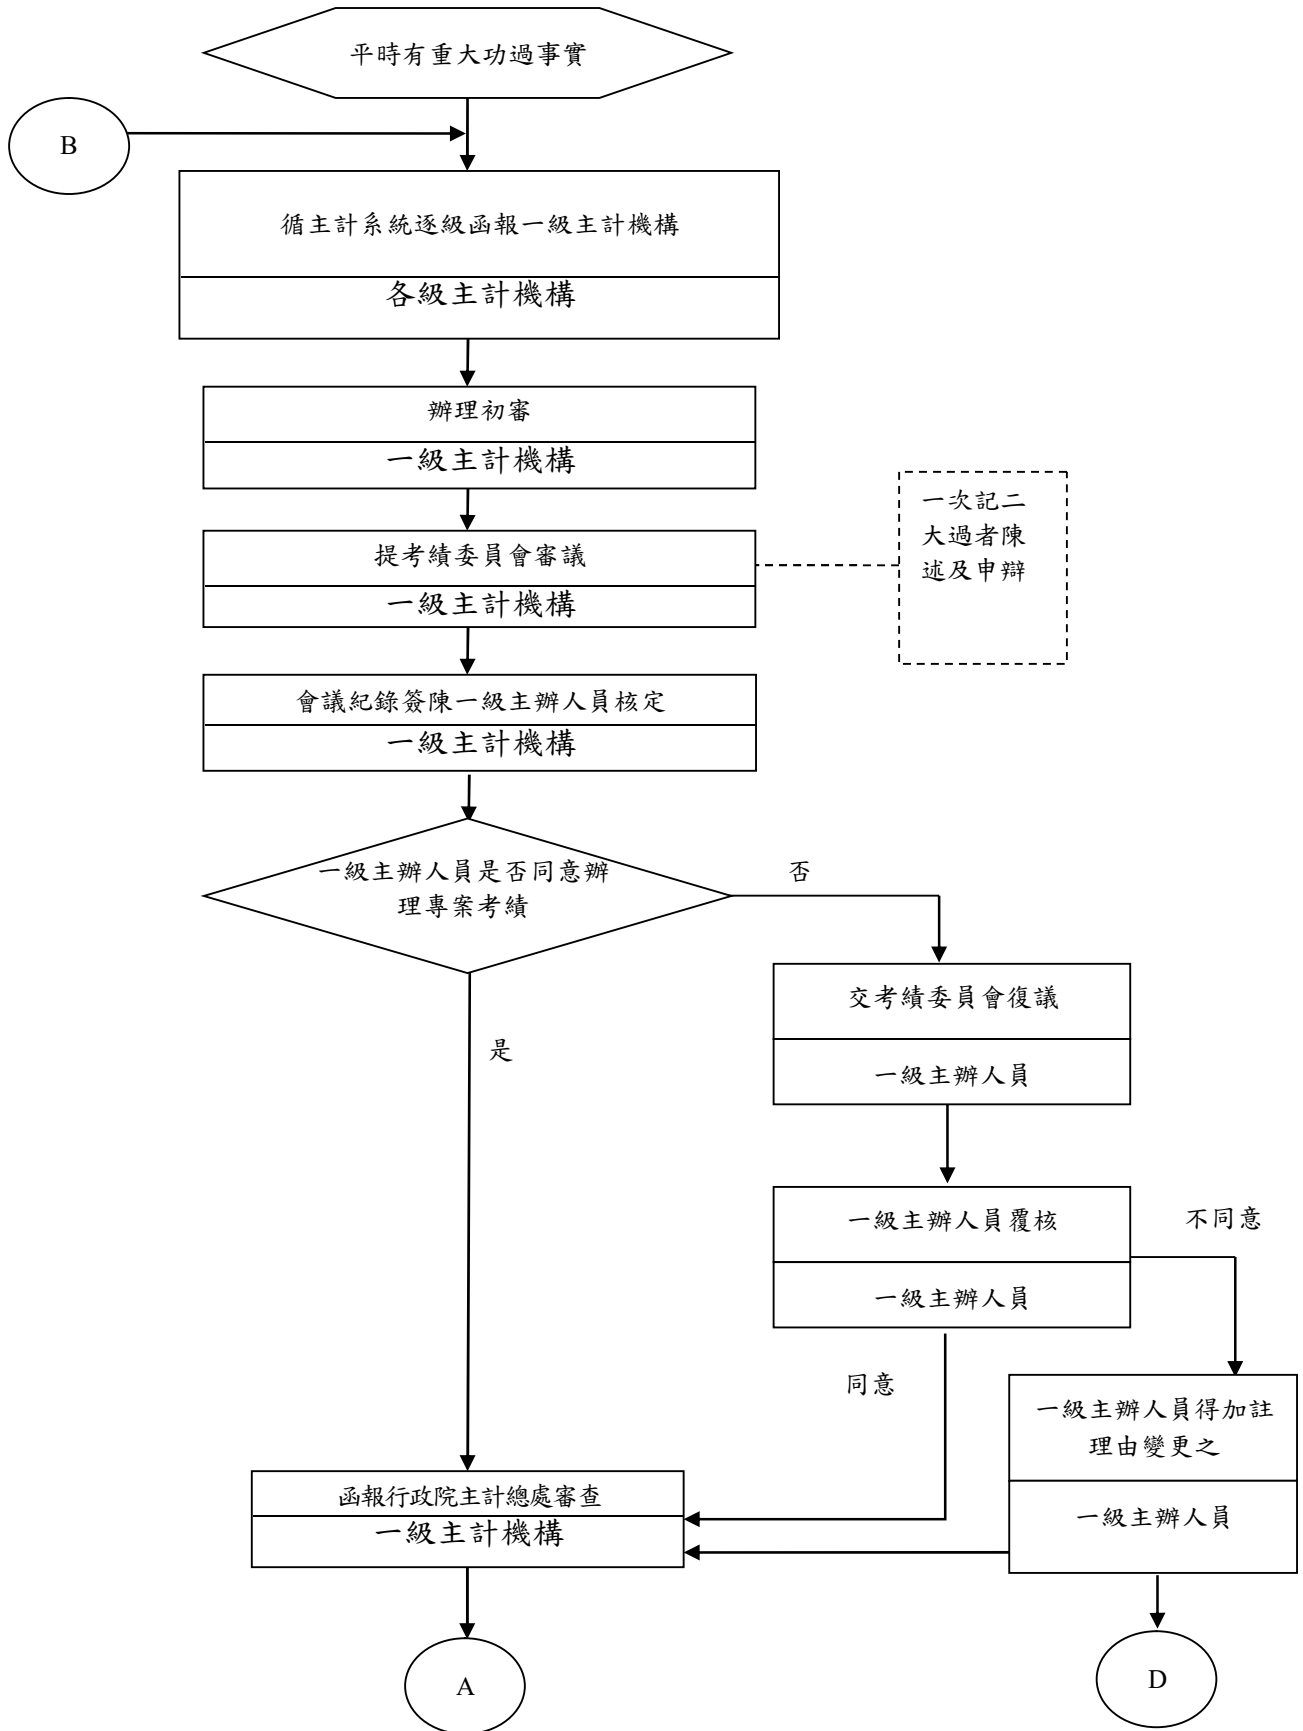 平時有重大功過事實
B
循主計系統逐級函報一級主計機構
各級主計機構
辦理初審
一級主計機構
提考績委員會審議
一級主計機構
一次記二
大過者陳
述及申辯
會議紀錄簽陳一級主辦人員核定
一級主計機構
一級主辦人員是否同意辦
理專案考績
否
是
交考績委員會復議
一級主辦人員
一級主辦人員覆核
一級主辦人員
不同意
同意
一級主辦人員得加註
理由變更之
一級主辦人員
函報行政院主計總處審查
一級主計機構
A
D